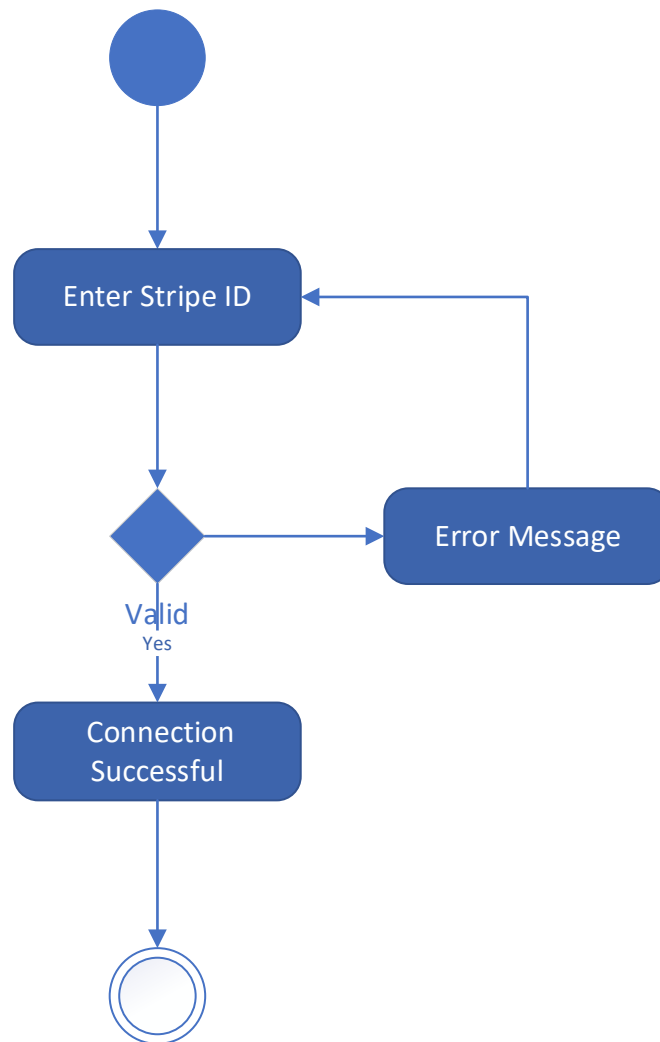 Enter Stripe ID
Error Message
Valid
Yes
Connection
Successful